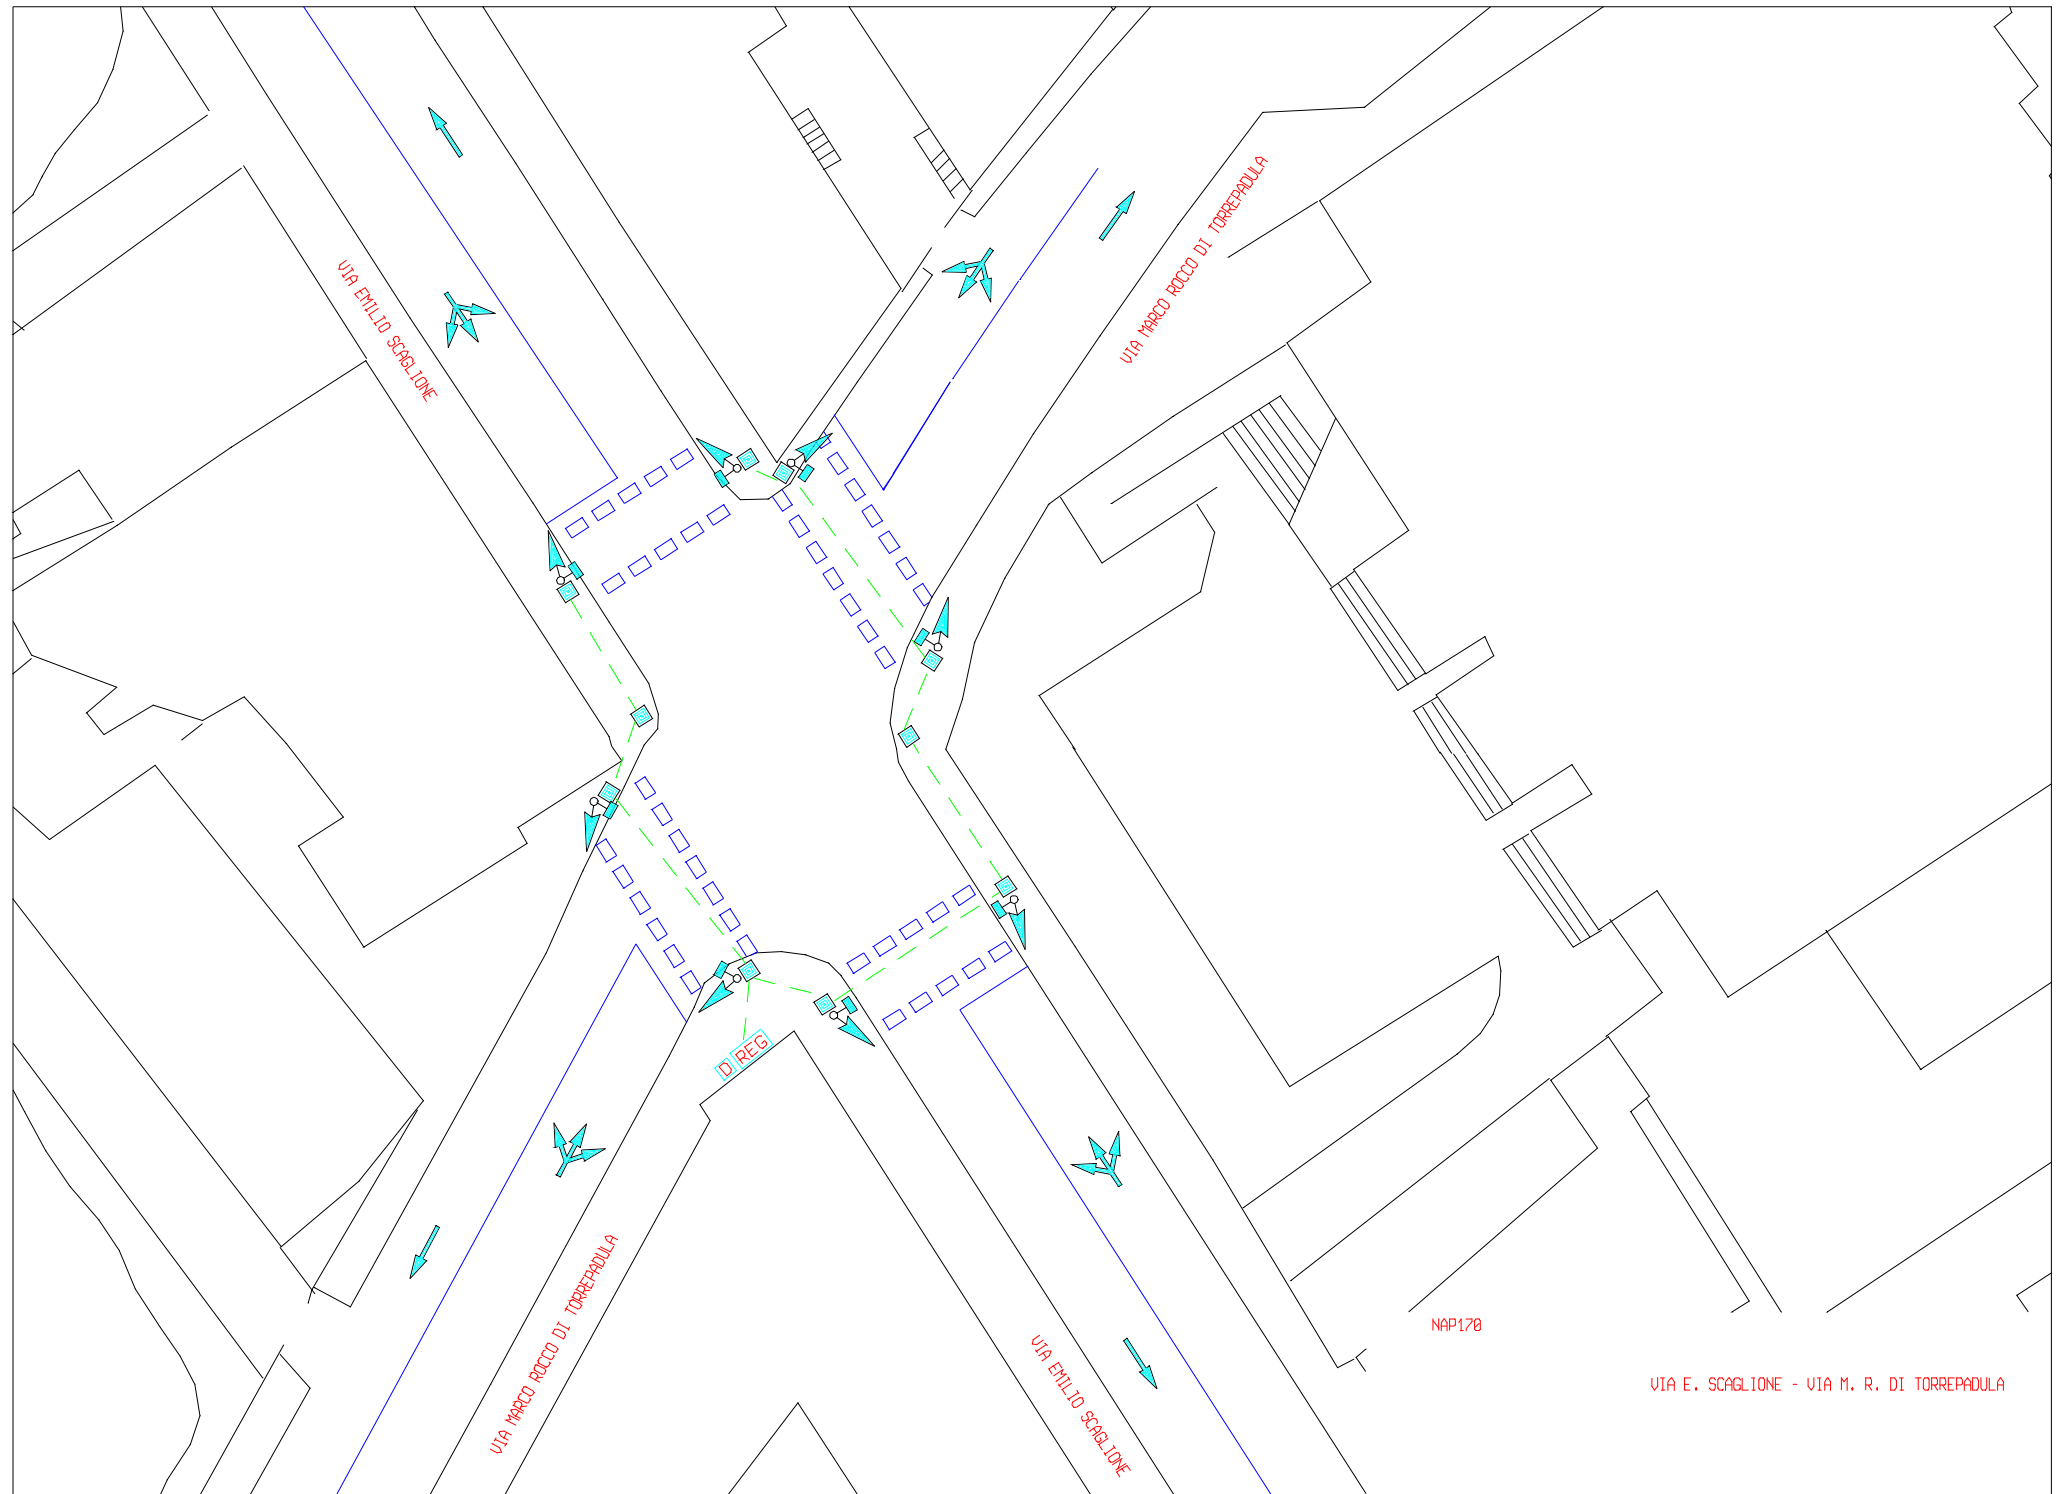 VIA MARCO ROCCO DI TORREPADULA
VIA EMILIO SCAGLIONE
D REG
VIA MARCO ROCCO DI TORREPADULA
VIA EMILIO SCAGLIONE
NAP170
VIA E. SCAGLIONE - VIA M. R. DI TORREPADULA